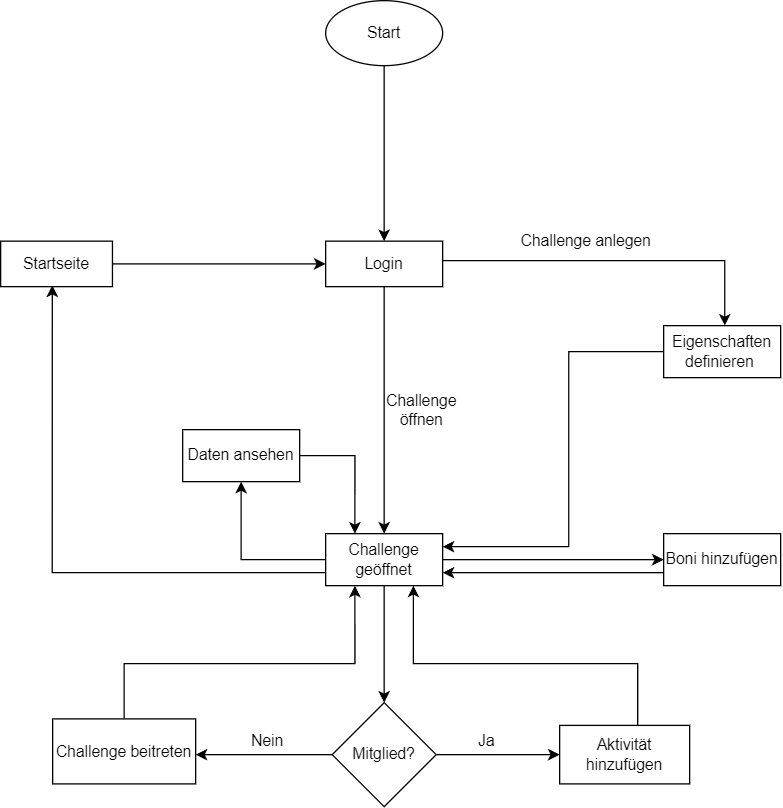 Start
Challenge anlegen
Startseite
Login
Eigenschaften
definieren
Challenge
öffnen
Daten ansehen
Challenge
geöffnet
Boni hinzufügen
Nein
Ja
Challenge beitreten
Mitglied?
Aktivität
hinzufügen